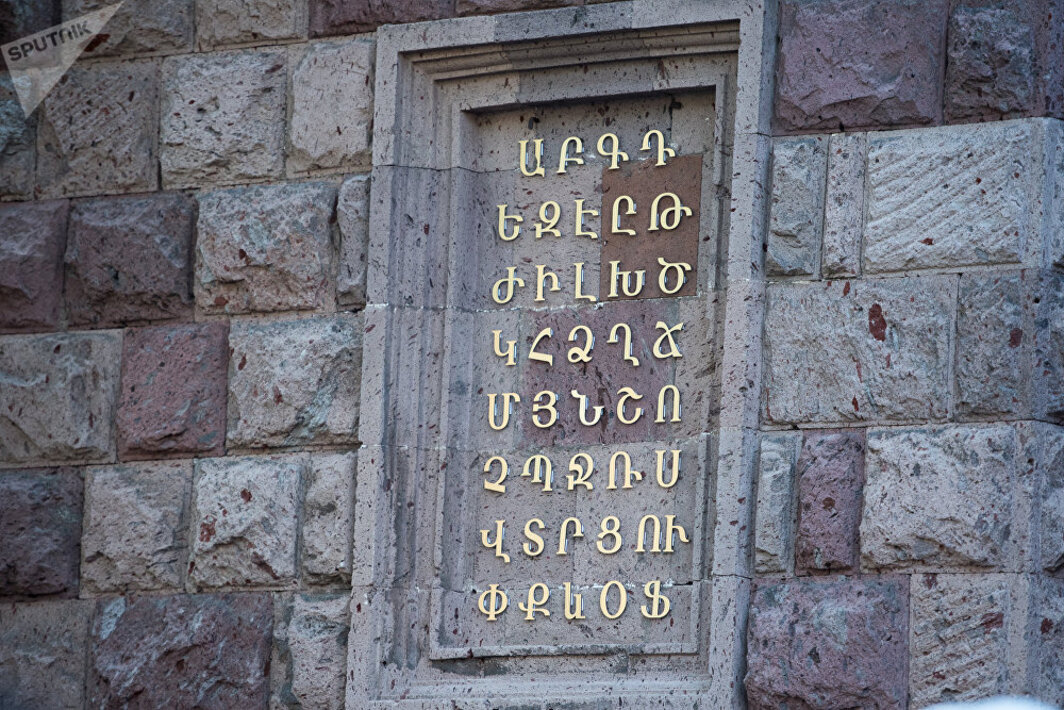 SPUTNIK
Ա Բ Գ Դ
Ե Զ Է Ը Թ
Ժ Ի Լ Խ Ծ
Կ Հ Ձ Ղ Ճ
Մ Յ Ն Շ Ո
Չ Պ Ջ Ռ Ս
Վ Տ Ր Ց ՈՒ
Փ Ք և Օ Ֆ